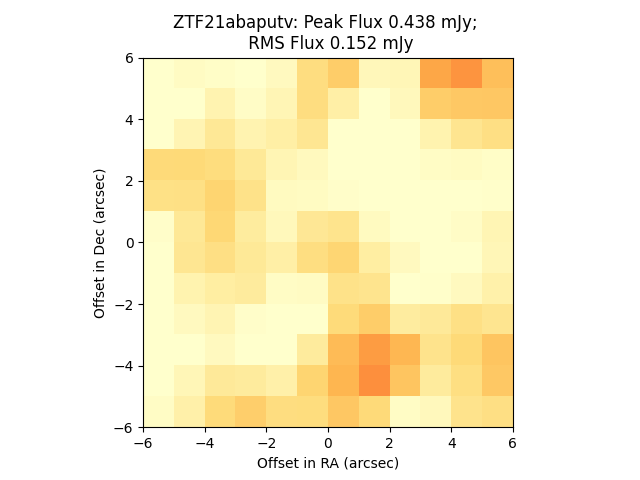 ZTF21abaputv: Peak Flux 0.438 mJy;
RMS Flux 0.152 mJy
6
4
2
0
−2
−4
−6
Offset in Dec (arcsec)
−6 −4 −2 0 2 4 6
Offset in RA (arcsec)